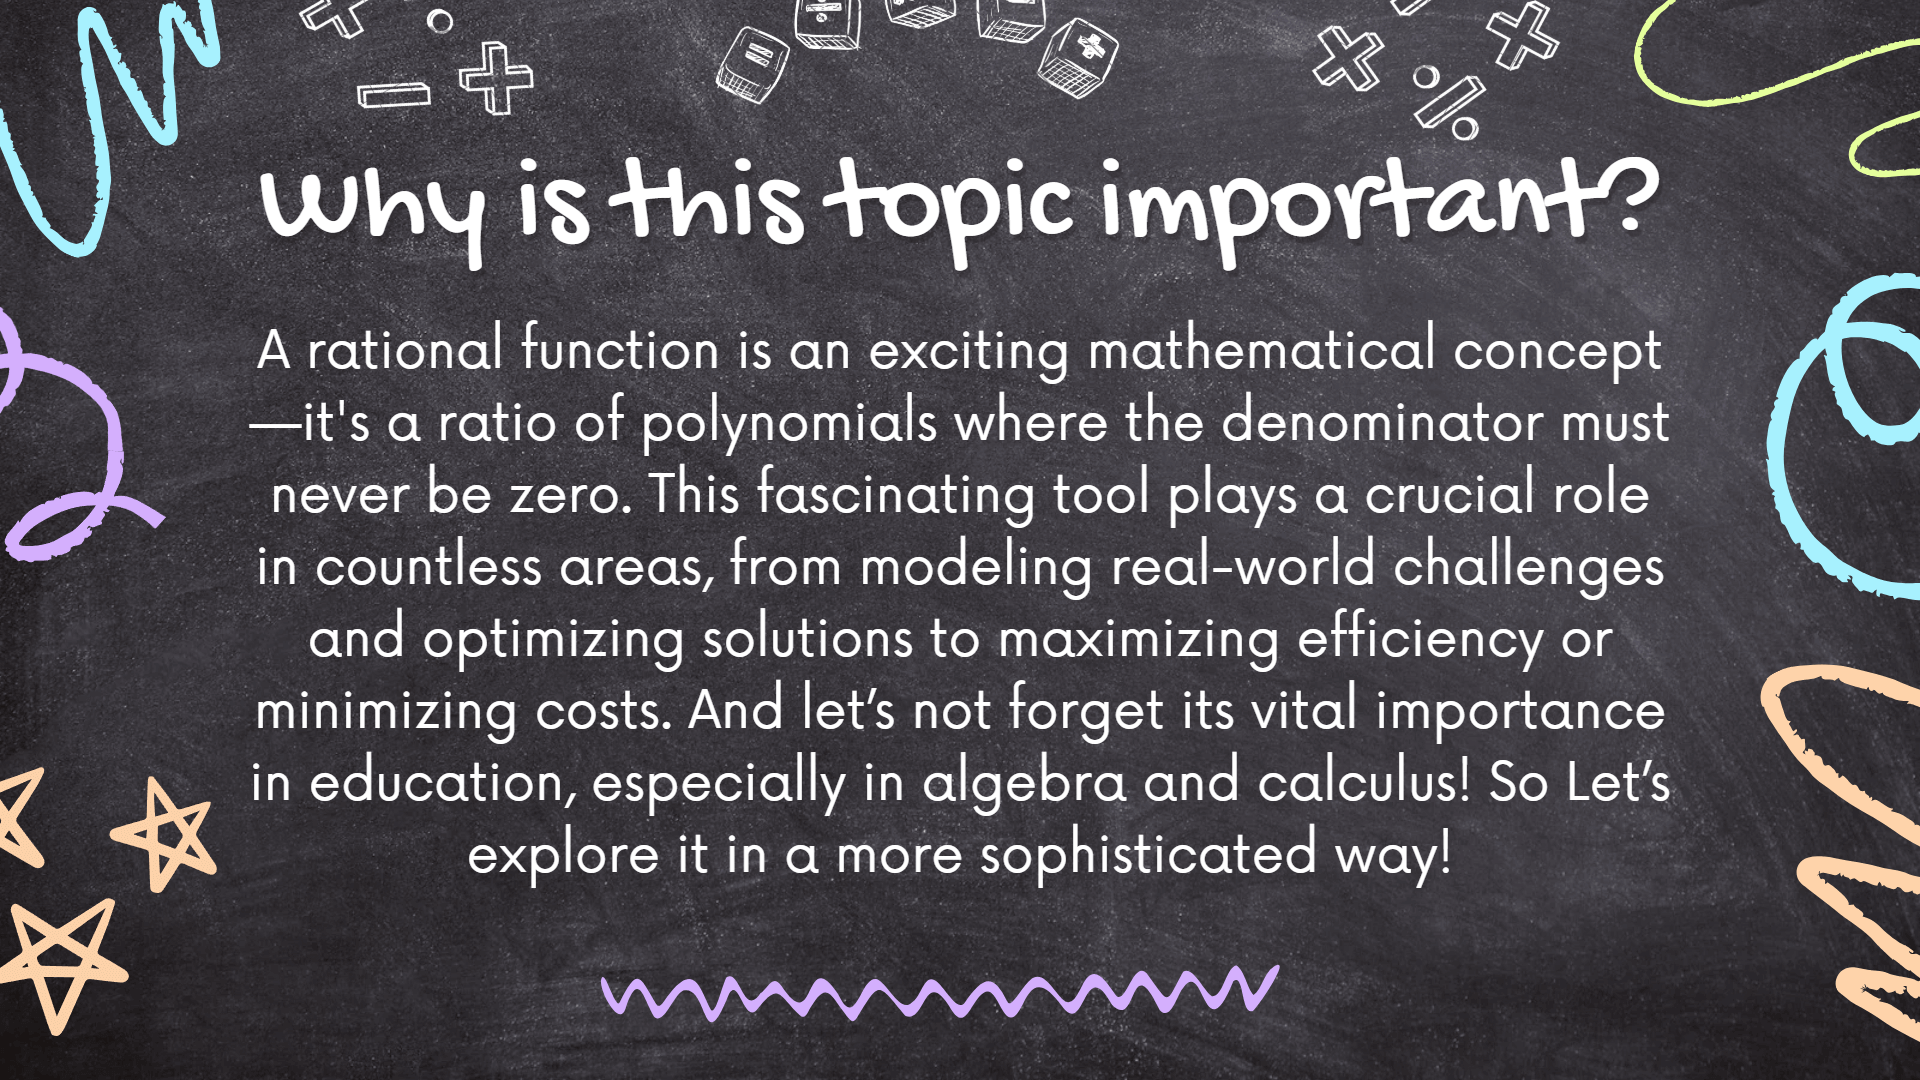 Why is this topic important?
A rational function is an exciting mathematical concept
—it's a ratio of polynomials where the denominator must
never be zero. This fascinating tool plays a crucial role
in countless areas, from modeling real-world challenges
and optimizing solutions to maximizing efficiency or
minimizing costs. And let’s not forget its vital importance
in education, especially in algebra and calculus! So Let’s
explore it in a more sophisticated way!